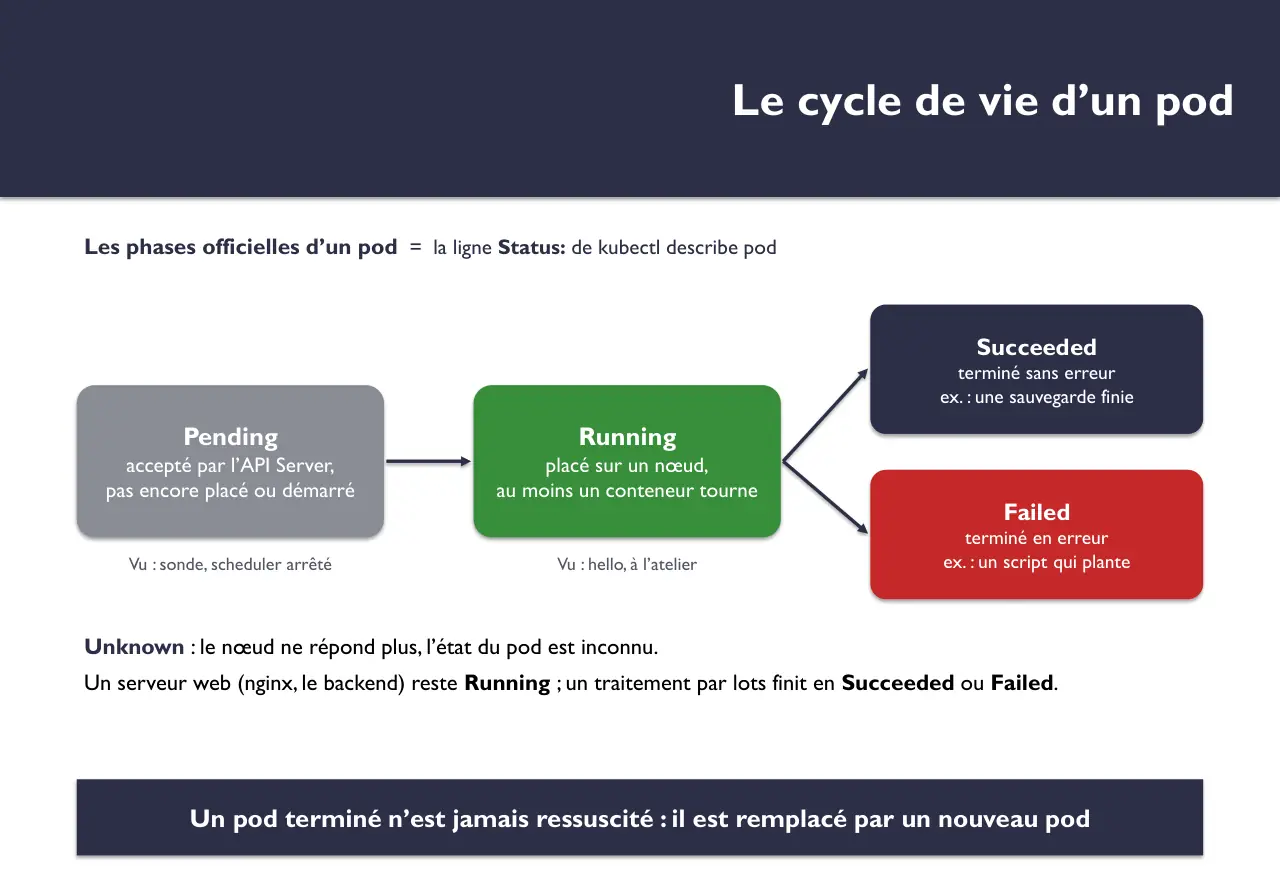 Le cycle de vie d’un pod
Les phases officielles d’un pod = la ligne Status: de kubectl describe pod
Pending
accepté par l’API Server,
pas encore placé ou démarré
Vu : sonde, scheduler arrêté
Running
placé sur un nœud,
au moins un conteneur tourne
Vu : hello, à l’atelier
Succeeded
terminé sans erreur
ex. : une sauvegarde finie
Failed
terminé en erreur
ex. : un script qui plante
Unknown : le nœud ne répond plus, l’état du pod est inconnu.
Un serveur web (nginx, le backend) reste Running ; un traitement par lots finit en Succeeded ou Failed.
Un pod terminé n’est jamais ressuscité : il est remplacé par un nouveau pod